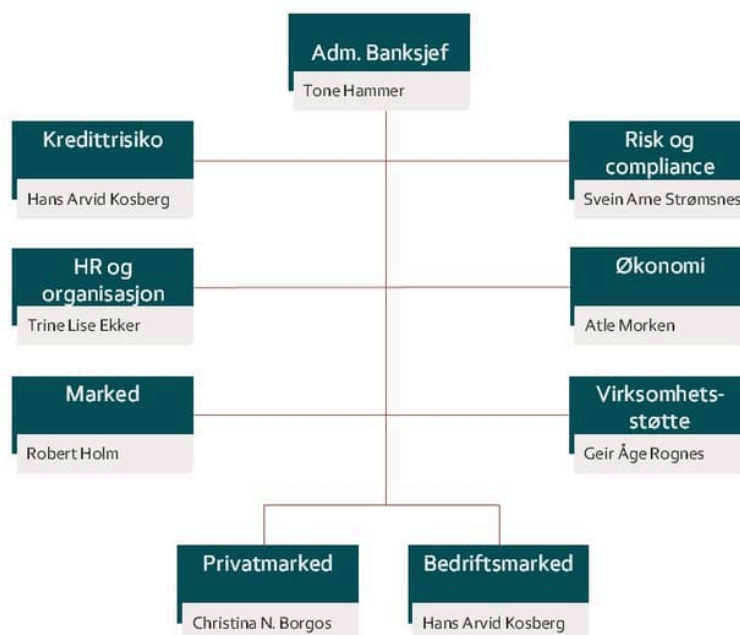 Adm. Banksjef
Tone Hammer
Kredittrisiko
Hans Arvid Kosberg
Risk og
compliance
Svein Arne Strømsnes
HR og
organisasjon
Trine Lise Ekker
Økonomi
Atle Morken
Marked
Robert Holm
Virksomhets-
støtte
Geir Åge Rognes
Privatmarked
Christina N. Borgos
Bedriftsmarked
Hans Arvid Kosberg